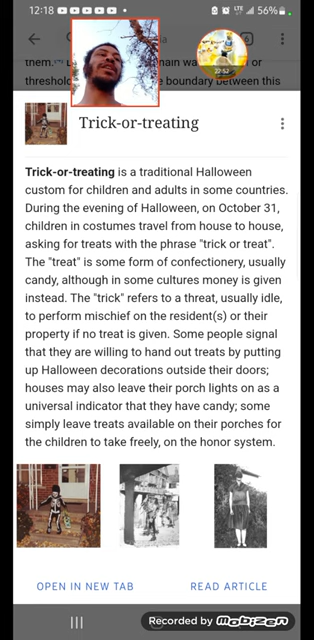 12:18
LTE
56%
6
them.
or
threshold
e boundary between this
22:52
Trick-or-treating
Trick-or-treating is a traditional Halloween
custom for children and adults in some countries.
During the evening of Halloween, on October 31,
children in costumes travel from house to house,
asking for treats with the phrase "trick or treat".
The "treat" is some form of confectionery, usually
candy, although in some cultures money is given
instead. The "trick" refers to a threat, usually idle,
to perform mischief on the resident(s) or their
property if no treat is given. Some people signal
that they are willing to hand out treats by putting
up Halloween decorations outside their doors;
houses may also leave their porch lights on as a
universal indicator that they have candy; some
simply leave treats available on their porches for
the children to take freely, on the honor system.
OPEN IN NEW TAB READ ARTICLE
Recorded by mobizen